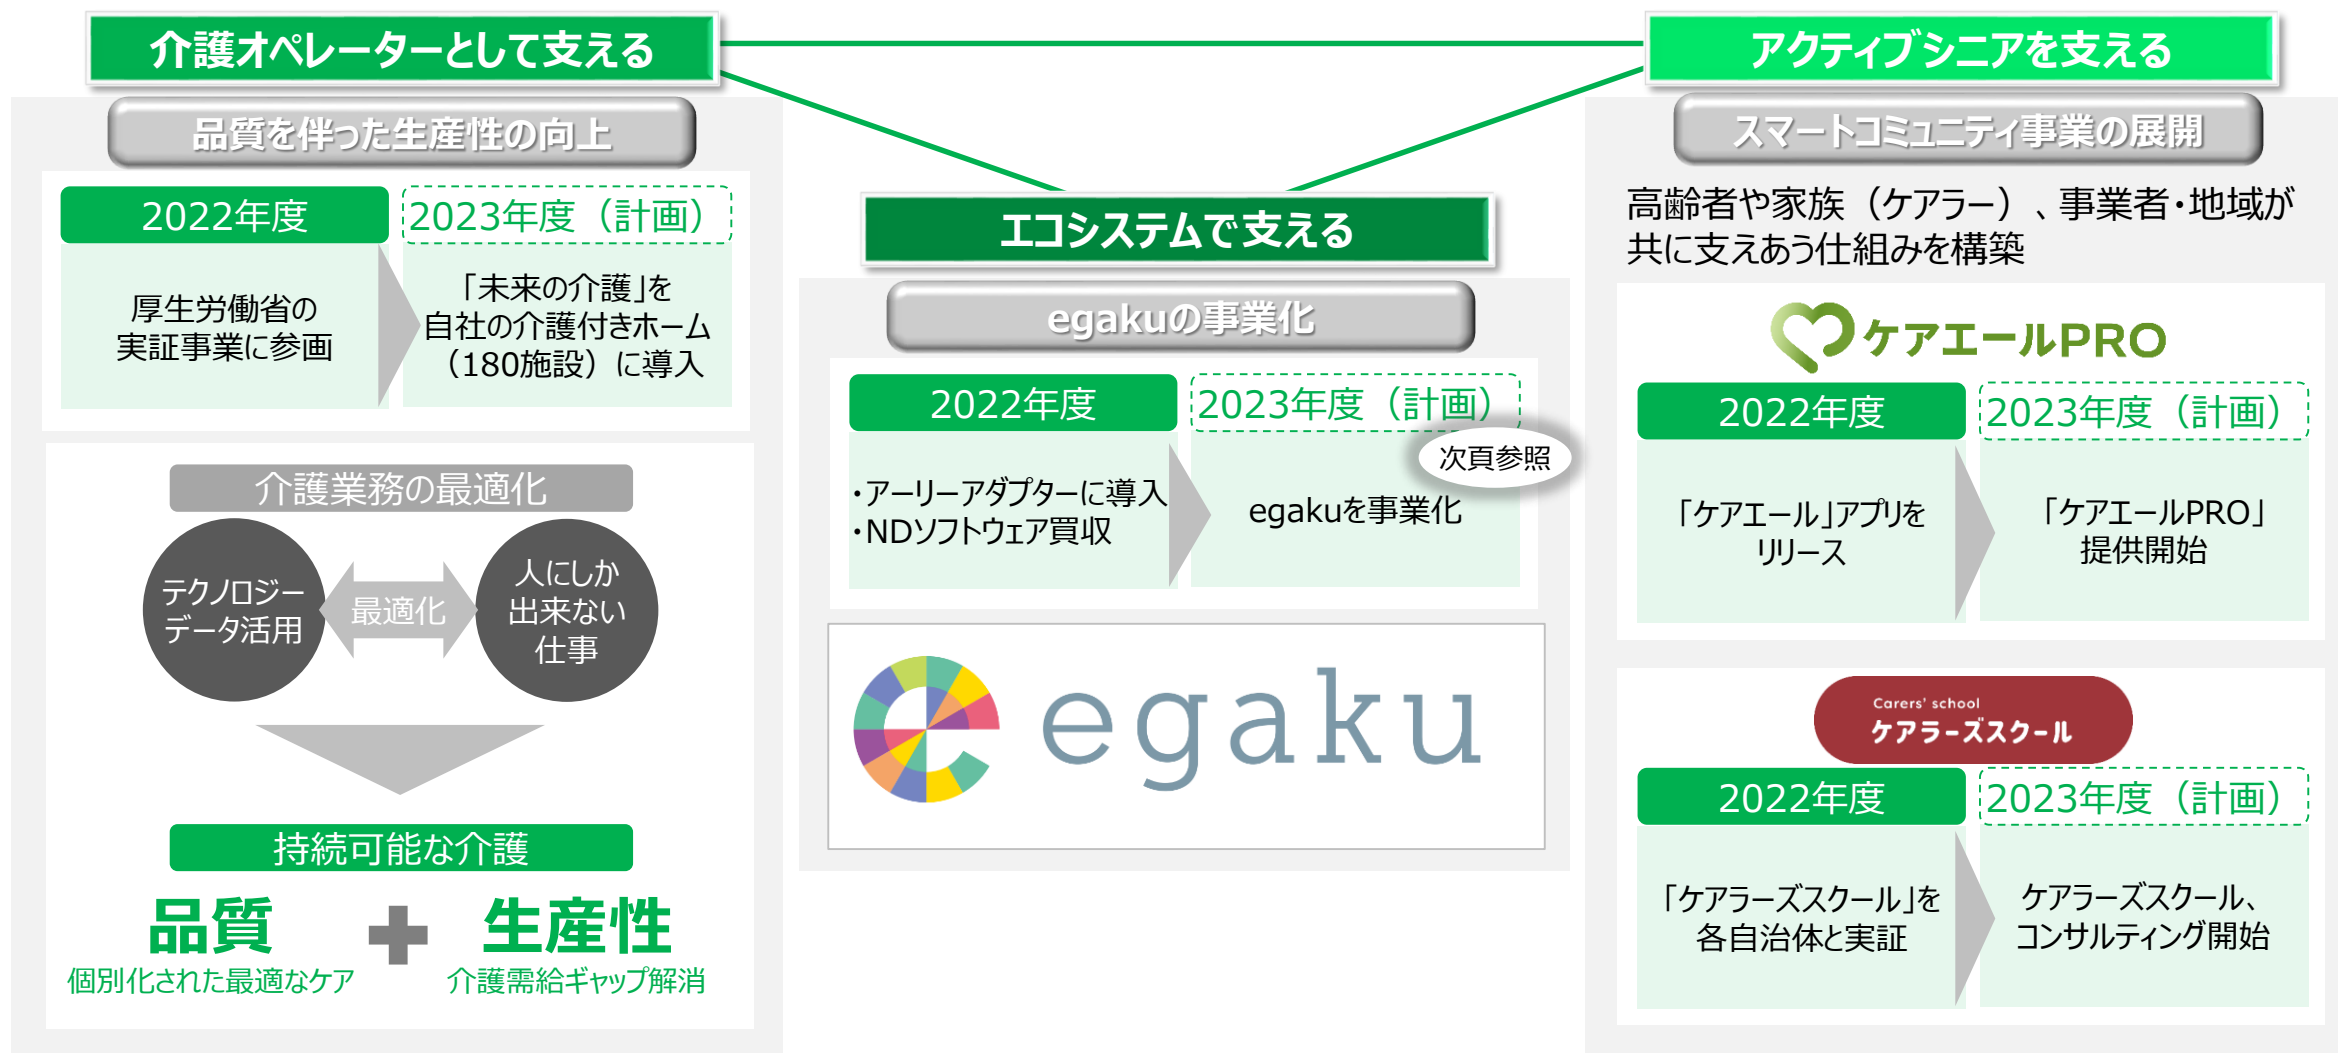 介護オペレーターとして支える
品質を伴った生産性の向上
2022年度
2023年度（計画）
厚生労働省の
実証事業に参画
「未来の介護」を
自社の介護付きホーム
（180施設）に導入
介護業務の最適化
テクノロジー
データ活用
最適化
人にしか
出来ない
仕事
持続可能な介護
品質
個別化された最適なケア
生産性
介護需給ギャップ解消
エコシステムで支える
egakuの事業化
2022年度
2023年度（計画）
次頁参照
・アーリーアダプターに導入
・NDソフトウェア買収
egakuを事業化
egaku
アクティブシニアを支える
スマートコミュニティ事業の展開
高齢者や家族（ケアラー）、事業者・地域が
共に支えあう仕組みを構築
ケアエールPRO
2022年度
2023年度（計画）
「ケアエール」アプリを
リリース
「ケアエールPRO」
提供開始
Carers' school
ケアラーズスクール
2022年度
2023年度（計画）
「ケアラーズスクール」を
各自治体と実証
ケアラーズスクール、
コンサルティング開始